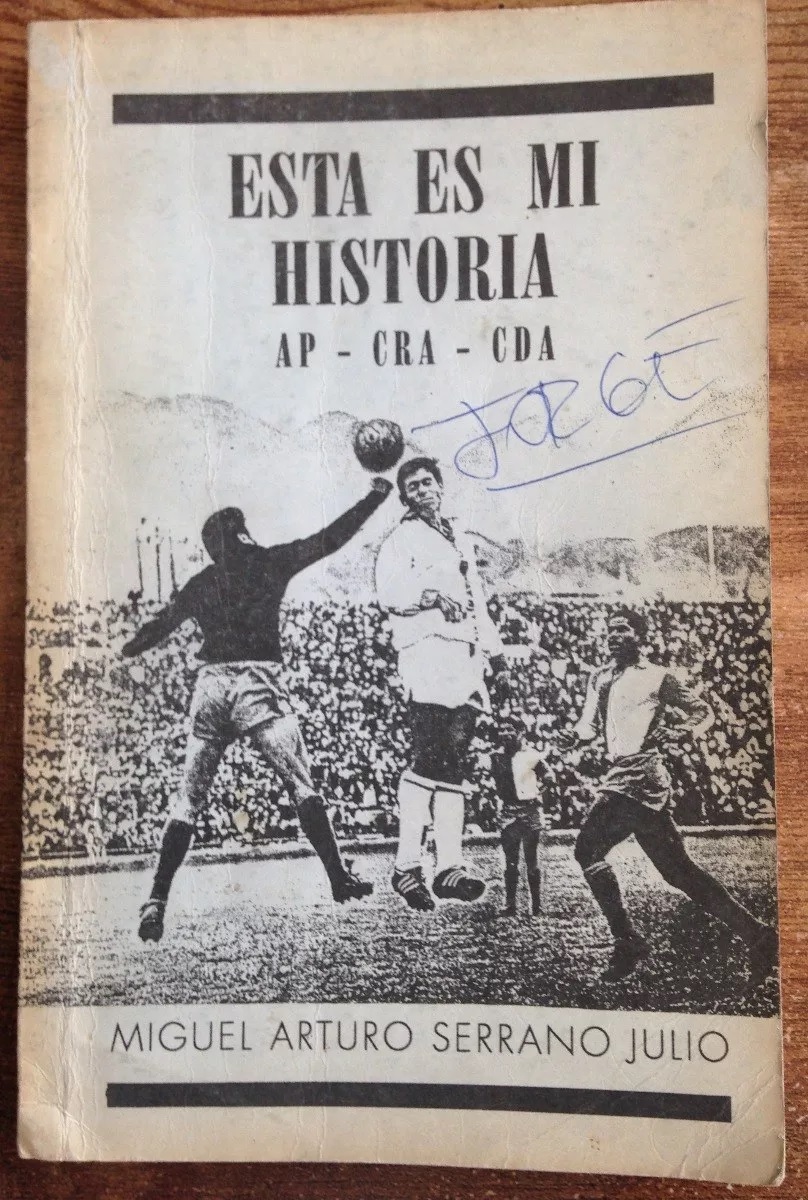 ESTA ES MI
HISTORIA
AP - CRA - CDA
JORGE
MIGUEL ARTURO SERRANO JULIO